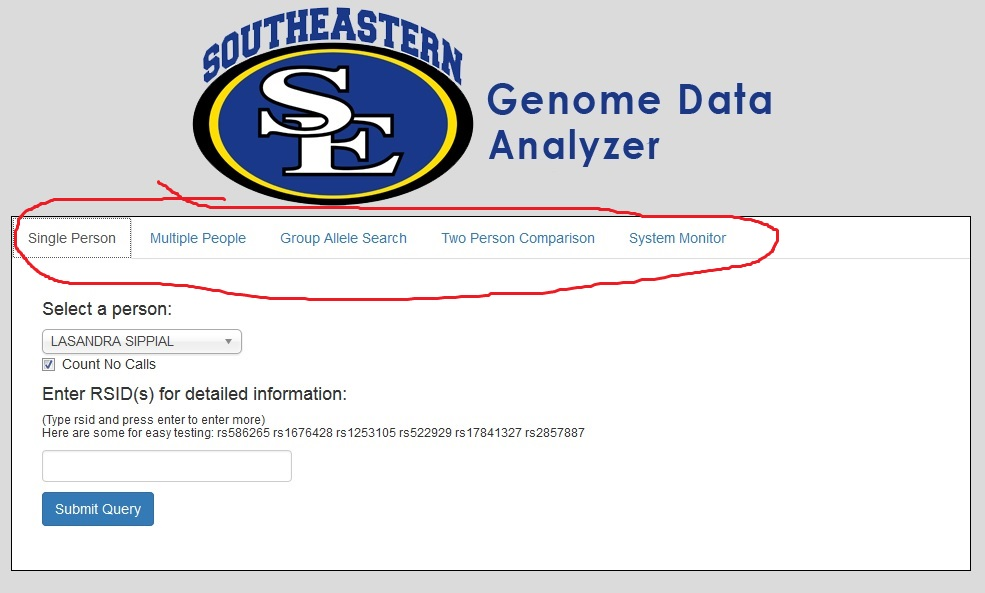 SOUTHEASTERN
SE
Genome Data
Analyzer
Single Person Multiple People Group Allele Search Two Person Comparison System Monitor
Select a person:
LASANDRA SIPPIAL
Count No Calls
Enter RSID(s) for detailed information:
(Type rsid and press enter to enter more)
Here are some for easy testing: rs586265 rs1676428 rs1253105 rs522929 rs17841327 rs2857887
Submit Query